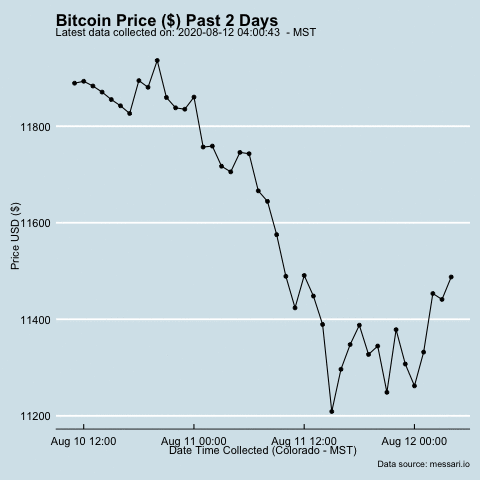 Bitcoin Price ($) Past 2 Days
Latest data collected on: 2020-08-12 04:00:43 - MST
11800
11600
11400
11200
Price USD ($)
Aug 10 12:00 Aug 11 00:00 Aug 11 12:00 Aug 12 00:00
Date Time Collected (Colorado - MST)
Data source: messari.io